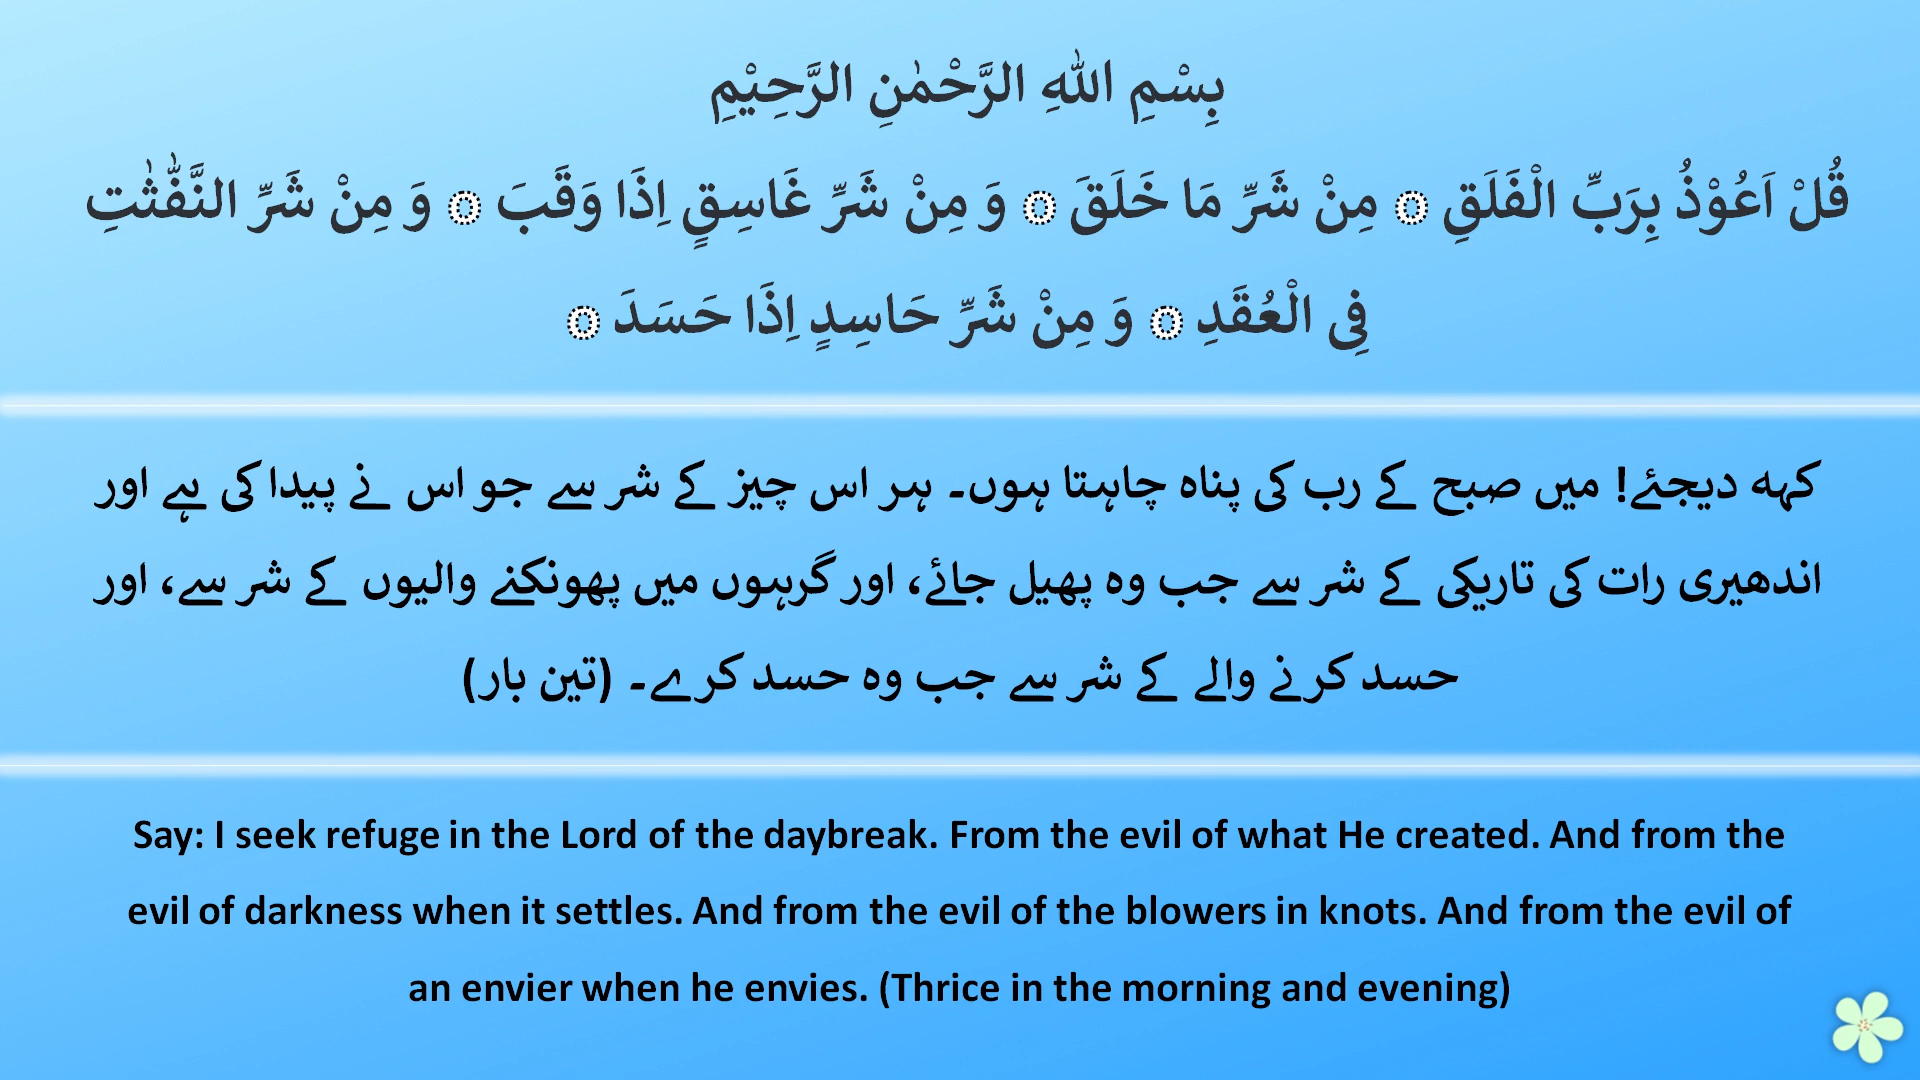 بِسْمِ اللهِ الرَّحْمٰنِ الرَّحِيْمِ
قُلْ اَعُوْذُ بِرَبِّ الْفَلَقِ ۝ مِنْ شَرِّ مَا خَلَقَ ۝ وَ مِنْ شَرِّ غَاسِقٍ اِذَا وَقَبَ ۝ وَ مِنْ شَرِّ النَّفّٰثٰتِ
فِی الْعُقَدِ ۝ وَ مِنْ شَرِّ حَاسِدٍ اِذَا حَسَدَ ۝
کہہ دیجئے! میں صبح کے رب کی پناہ چاہتا ہوں۔ ہر اس چیز کے شر سے جو اس نے پیدا کی ہے اور
اندھیری رات کی تاریکی کے شر سے جب وہ پھیل جائے، اور گرہوں میں پھونکنے والیوں کے شر سے، اور
حسد کرنے والے کے شر سے جب وہ حسد کرے۔ (تین بار)
Say: I seek refuge in the Lord of the daybreak. From the evil of what He created. And from the
evil of darkness when it settles. And from the evil of the blowers in knots. And from the evil of
an envier when he envies. (Thrice in the morning and evening)